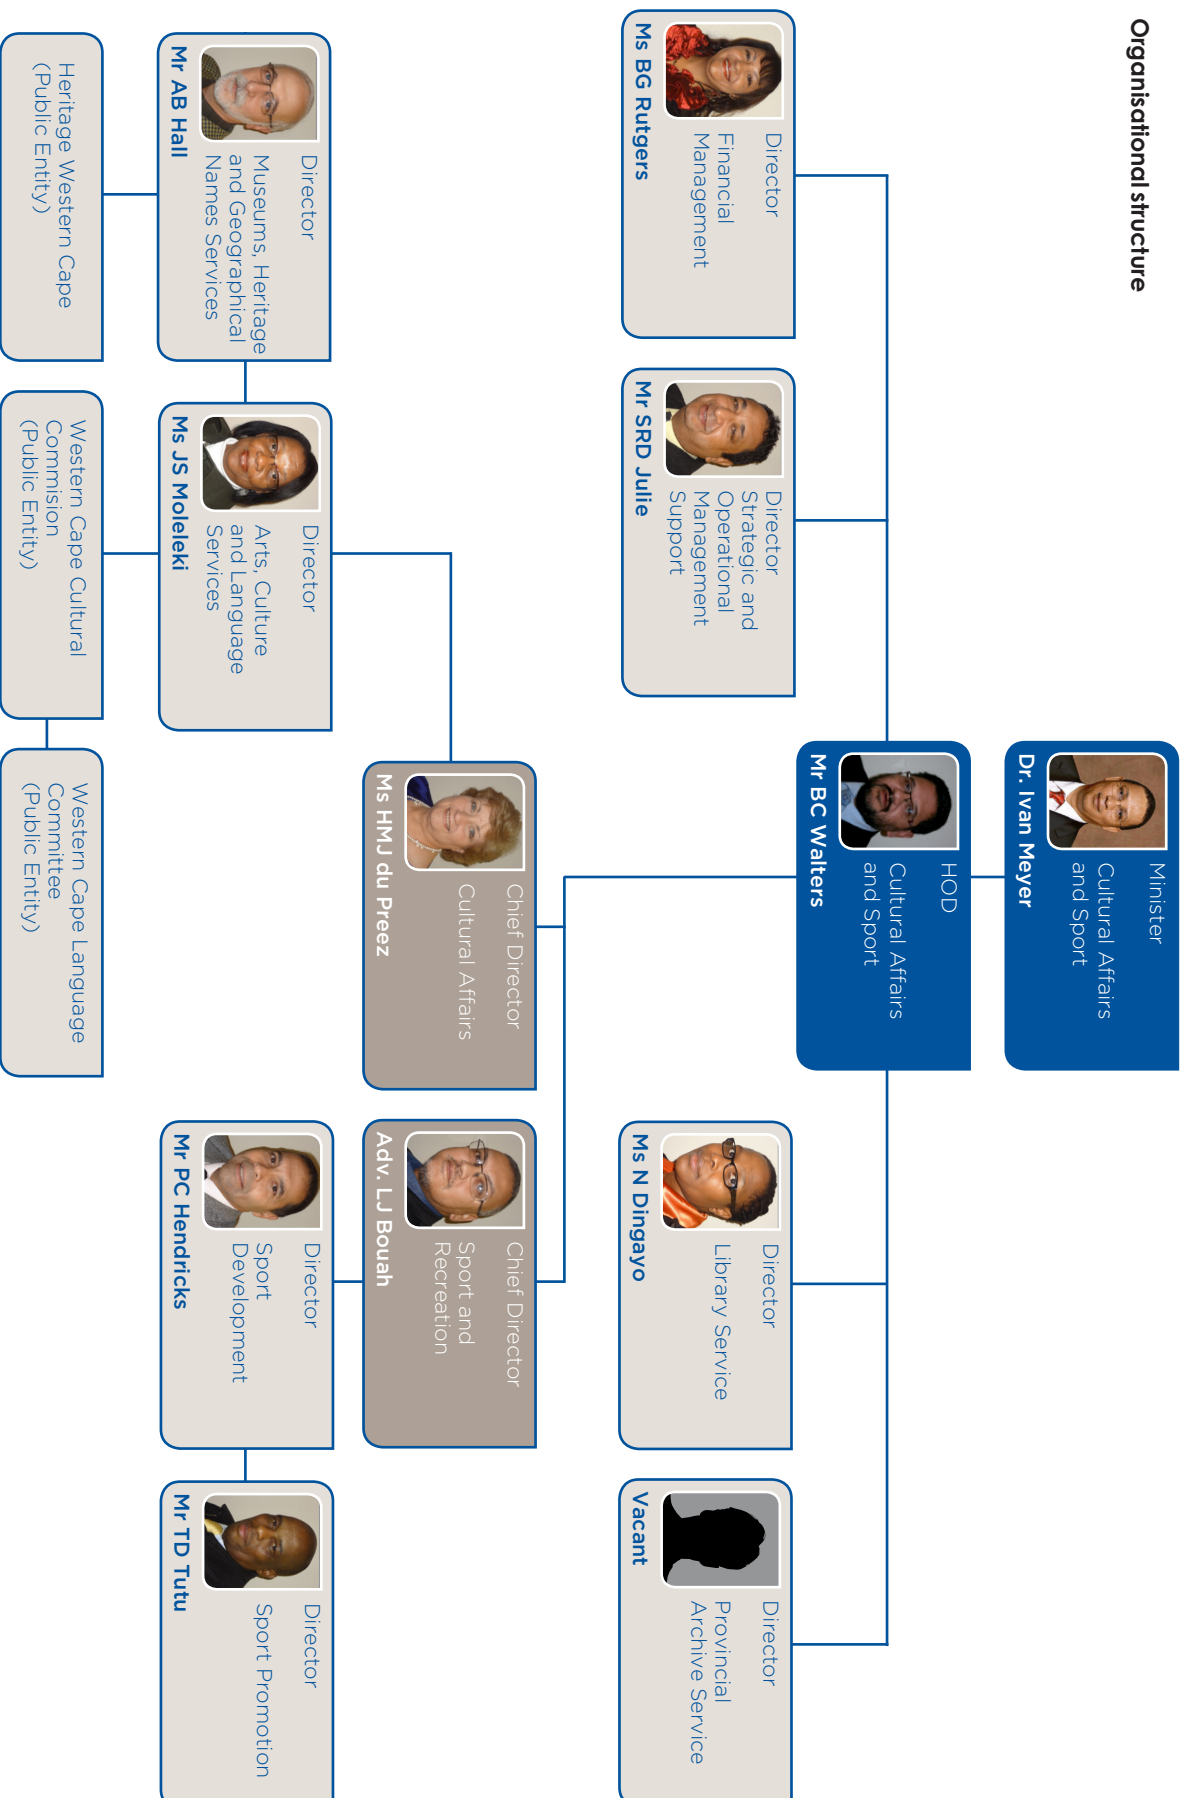 Organisational structure
Minister
Cultural Affairs
and Sport
Dr. Ivan Meyer
HOD
Cultural Affairs
and Sport
Mr BC Walters
Director
Financial
Management
Ms BG Rutgers
Director
Strategic and
Operational
Management
Support
Mr SRD Julie
Director
Library Service
Ms N Dingayo
Director
Provincial
Archive Service
Vacant
Chief Director
Cultural Affairs
Ms HMJ du Preez
Chief Director
Sport and
Recreation
Adv. LJ Bouah
Director
Museums, Heritage
and Geographical
Names Services
Mr AB Hall
Director
Arts, Culture
and Language
Services
Ms JS Moleleki
Director
Sport
Development
Mr PC Hendricks
Director
Sport Promotion
Mr TD Tutu
Heritage Western Cape
(Public Entity)
Western Cape Cultural
Commision
(Public Entity)
Western Cape Language
Committee
(Public Entity)